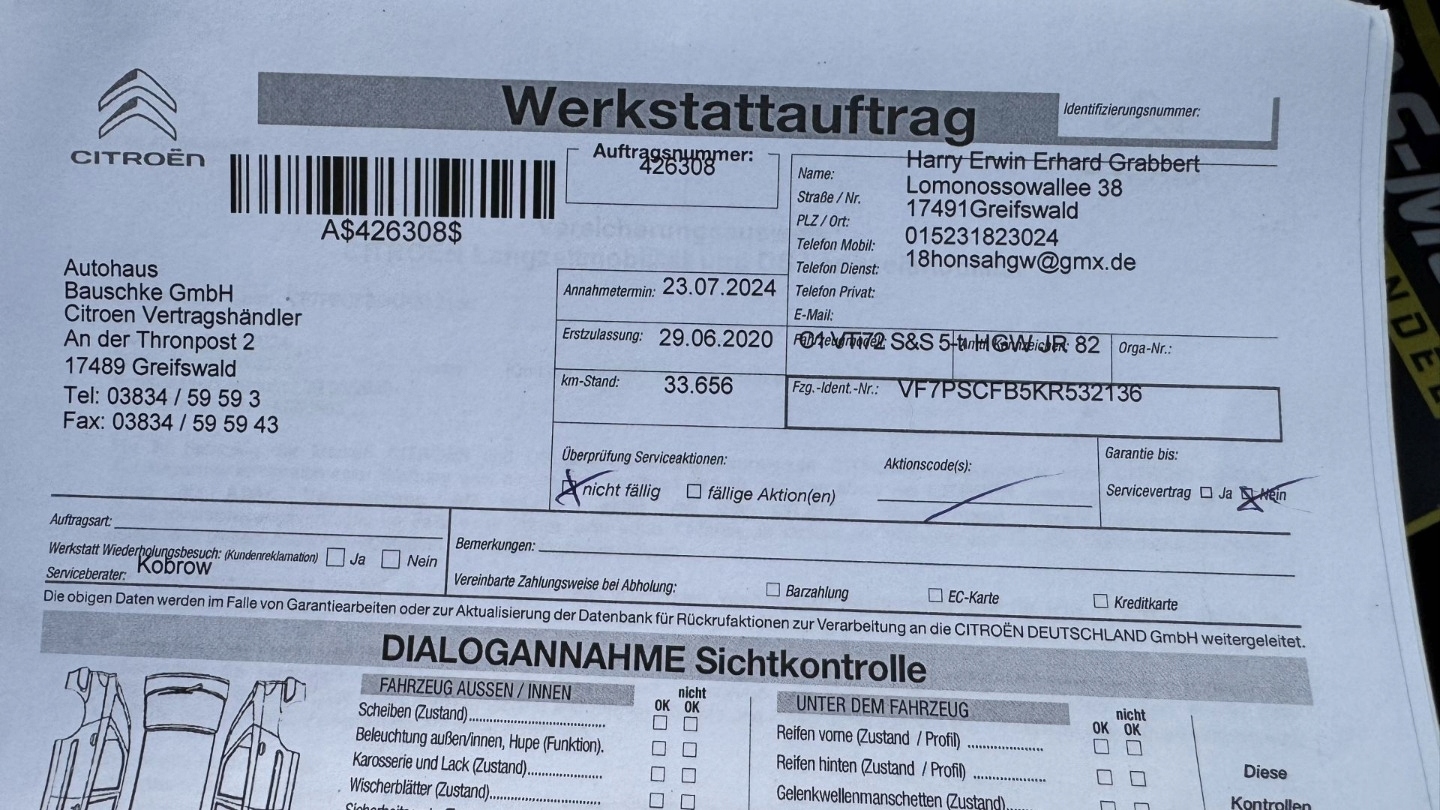 Werkstattauftrag
Identifizierungsnummer:
CITROËN
Auftragsnummer:
426308
A$426308$
Name: Harry Erwin Erhard Grabbert
Straße / Nr. Lomonossowallee 38
PLZ / Ort: 17491Greifswald
Telefon Mobil: 015231823024
Telefon Dienst: 18honsahgw@gmx.de
Telefon Privat:
E-Mail:
Autohaus
Bauschke GmbH
Citroen Vertragshändler
An der Thronpost 2
17489 Greifswald
Tel: 03834 / 59 59 3
Fax: 03834 / 59 59 43
Annahmetermin: 23.07.2024
Erstzulassung: 29.06.2020
C1 VTi72 S&S 5-t HGW JR 82
Orga-Nr.:
km-Stand: 33.656
Fzg.-Ident.-Nr.: VF7PSCFB5KR532136
Überprüfung Serviceaktionen:
nicht fällig
fällige Aktion(en)
Aktionscode(s):
Garantie bis:
Servicevertrag Ja Nein
Auftragsart:
Werkstatt Wiederholungsbesuch: (Kundenreklamation) Ja Nein
Serviceberater: Kobrow
Bemerkungen:
Vereinbarte Zahlungsweise bei Abholung: Barzahlung EC-Karte Kreditkarte
Die obigen Daten werden im Falle von Garantiearbeiten oder zur Aktualisierung der Datenbank für Rückrufaktionen zur Verarbeitung an die CITROËN DEUTSCHLAND GmbH weitergeleitet.
DIALOGANNAHME Sichtkontrolle
FAHRZEUG AUSSEN / INNEN
OK nicht OK
Scheiben (Zustand)
Beleuchtung außen/innen, Hupe (Funktion).
Karosserie und Lack (Zustand)
Wischerblätter (Zustand)
UNTER DEM FAHRZEUG
OK nicht OK
Reifen vorne (Zustand / Profil)
Reifen hinten (Zustand / Profil)
Gelenkwellenmanschetten (Zustand)
Diese
Kontrollen